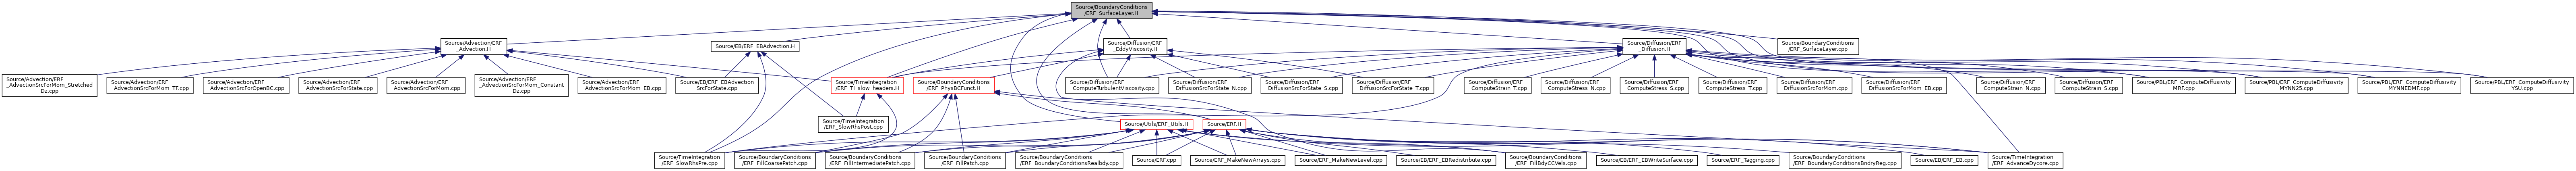 Source/BoundaryConditions
/ERF_SurfaceLayer.H
Source/Advection/ERF
_Advection.H
Source/EB/ERF_EBAdvection.H
Source/Diffusion/ERF
_EddyViscosity.H
Source/Diffusion/ERF
_Diffusion.H
Source/BoundaryConditions
/ERF_SurfaceLayer.cpp
Source/Advection/ERF
_AdvectionSrcForMom_Stretched
Dz.cpp
Source/Advection/ERF
_AdvectionSrcForMom_TF.cpp
Source/Advection/ERF
_AdvectionSrcForOpenBC.cpp
Source/Advection/ERF
_AdvectionSrcForState.cpp
Source/Advection/ERF
_AdvectionSrcForMom.cpp
Source/Advection/ERF
_AdvectionSrcForMom_Constant
Dz.cpp
Source/Advection/ERF
_AdvectionSrcForMom_EB.cpp
Source/EB/ERF_EBAdvection
SrcForState.cpp
Source/TimeIntegration
/ERF_TI_slow_headers.H
Source/BoundaryConditions
/ERF_PhysBCFunct.H
Source/Diffusion/ERF
_ComputeTurbulentViscosity.cpp
Source/Diffusion/ERF
_DiffusionSrcForState_N.cpp
Source/Diffusion/ERF
_DiffusionSrcForState_S.cpp
Source/Diffusion/ERF
_DiffusionSrcForState_T.cpp
Source/Diffusion/ERF
_ComputeStrain_T.cpp
Source/Diffusion/ERF
_ComputeStress_N.cpp
Source/Diffusion/ERF
_ComputeStress_S.cpp
Source/Diffusion/ERF
_ComputeStress_T.cpp
Source/Diffusion/ERF
_DiffusionSrcForMom.cpp
Source/Diffusion/ERF
_DiffusionSrcForMom_EB.cpp
Source/Diffusion/ERF
_ComputeStrain_N.cpp
Source/Diffusion/ERF
_ComputeStrain_S.cpp
Source/PBL/ERF_ComputeDiffusivity
MRF.cpp
Source/PBL/ERF_ComputeDiffusivity
MYNN25.cpp
Source/PBL/ERF_ComputeDiffusivity
MYNNEDMF.cpp
Source/PBL/ERF_ComputeDiffusivity
YSU.cpp
Source/TimeIntegration
/ERF_SlowRhsPost.cpp
Source/Utils/ERF_Utils.H
Source/ERF.H
Source/TimeIntegration
/ERF_SlowRhsPre.cpp
Source/BoundaryConditions
/ERF_FillCoarsePatch.cpp
Source/BoundaryConditions
/ERF_FillIntermediatePatch.cpp
Source/BoundaryConditions
/ERF_FillPatch.cpp
Source/BoundaryConditions
/ERF_BoundaryConditionsRealbdy.cpp
Source/ERF.cpp
Source/ERF_MakeNewArrays.cpp
Source/ERF_MakeNewLevel.cpp
Source/EB/ERF_EBRedistribute.cpp
Source/BoundaryConditions
/ERF_FillBdyCCVels.cpp
Source/EB/ERF_EBWriteSurface.cpp
Source/ERF_Tagging.cpp
Source/BoundaryConditions
/ERF_BoundaryConditionsBndryReg.cpp
Source/EB/ERF_EB.cpp
Source/TimeIntegration
/ERF_AdvanceDycore.cpp